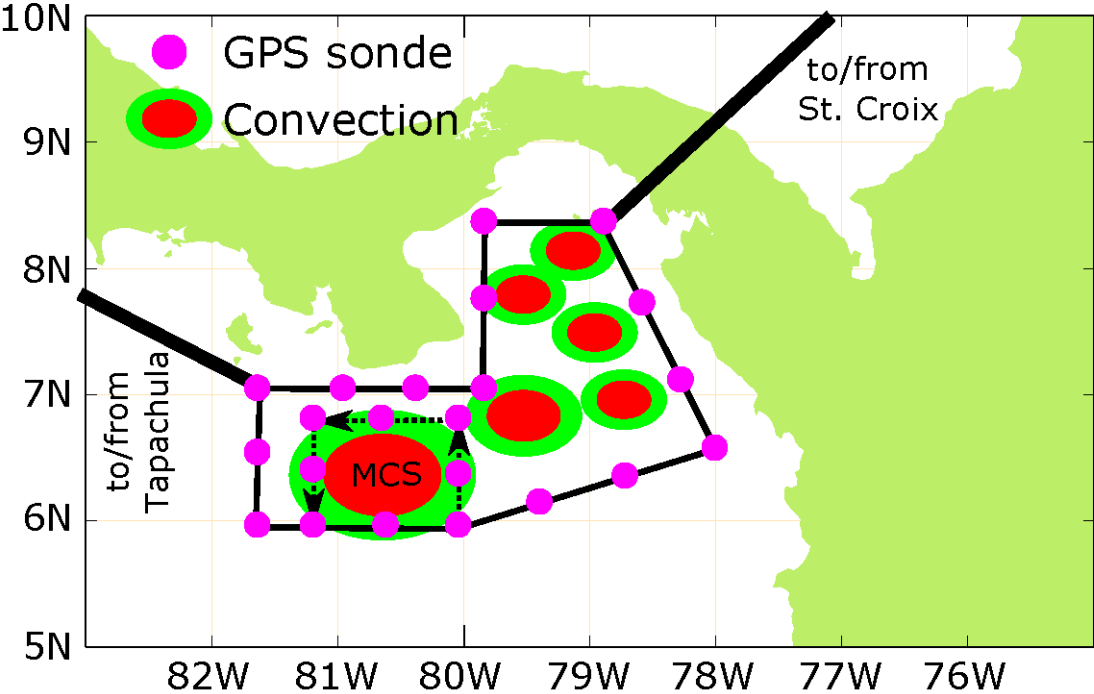 10N
GPS sonde
to/from
St. Croix
Convection
9N
8N
7N
to/from
Tapachula
MCS
6N
5N
82W 81W 80W 79W 78W 77W 76W